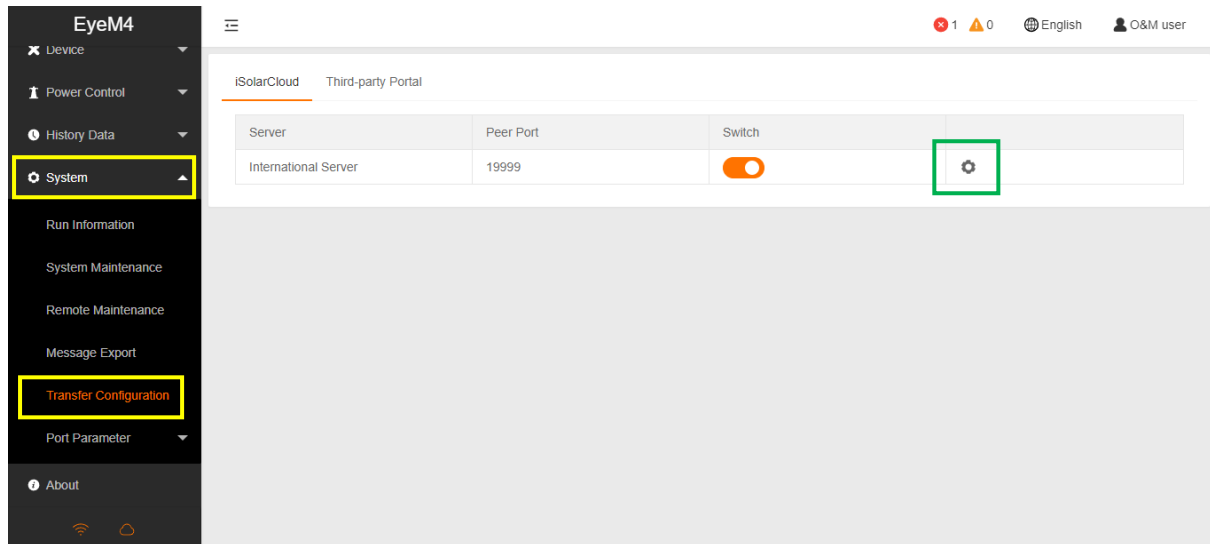 EyeM4
1 0 English O&M user
Device
Power Control
History Data
System
Run Information
System Maintenance
Remote Maintenance
Message Export
Transfer Configuration
Port Parameter
About
iSolarCloud Third-party Portal
Server Peer Port Switch
International Server 19999